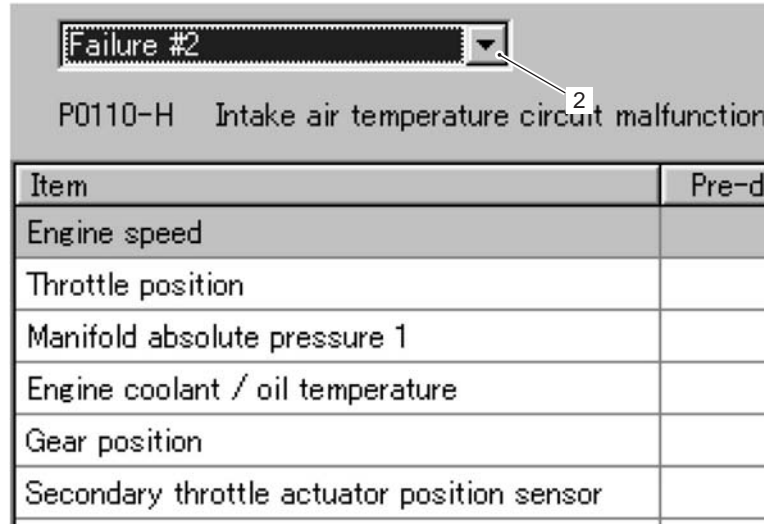 Failure #2
2
P0110-H Intake air temperature circuit malfunction
Item Pre-d
Engine speed
Throttle position
Manifold absolute pressure 1
Engine coolant / oil temperature
Gear position
Secondary throttle actuator position sensor